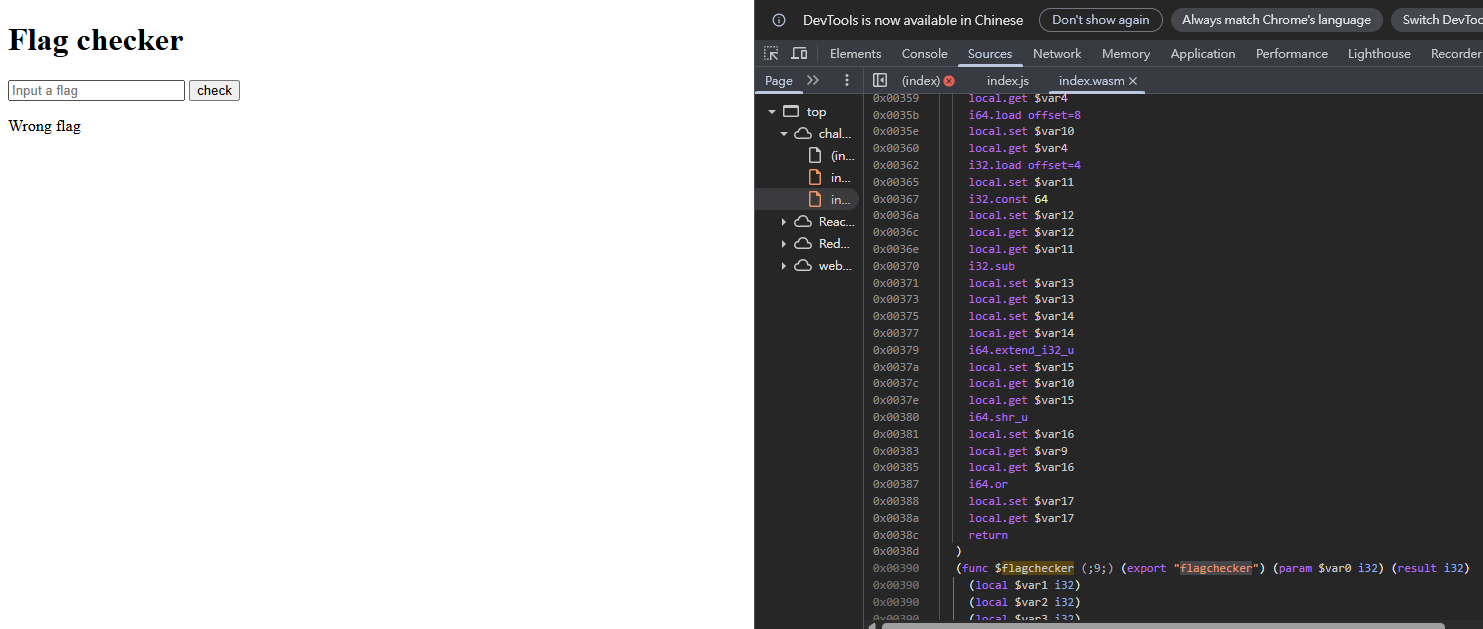 Flag checker
Input a flag
check
Wrong flag
DevTools is now available in Chinese
Don't show again
Always match Chrome's language
Switch DevToo
Elements
Console
Sources
Network
Memory
Application
Performance
Lighthouse
Recorder
Page
(index)
index.js
index.wasm
top
chal...
(in...
in...
in...
Reac...
Red...
web...
0x00359 local.get $var4
0x0035b i64.load offset=8
0x0035e local.set $var10
0x00360 local.get $var4
0x00362 i32.load offset=4
0x00365 local.set $var11
0x00367 i32.const 64
0x0036a local.set $var12
0x0036c local.get $var12
0x0036e local.get $var11
0x00370 i32.sub
0x00371 local.set $var13
0x00373 local.get $var13
0x00375 local.set $var14
0x00377 local.get $var14
0x00379 i64.extend_i32_u
0x0037a local.set $var15
0x0037c local.get $var10
0x0037e local.get $var15
0x00380 i64.shr_u
0x00381 local.set $var16
0x00383 local.get $var9
0x00385 local.get $var16
0x00387 i64.or
0x00388 local.set $var17
0x0038a local.get $var17
0x0038c return
0x0038d )
0x00390 (func $flagchecker (;9;) (export "flagchecker") (param $var0 i32) (result i32)
0x00390 (local $var1 i32)
0x00390 (local $var2 i32)
0x00390 (local $var3 i32)